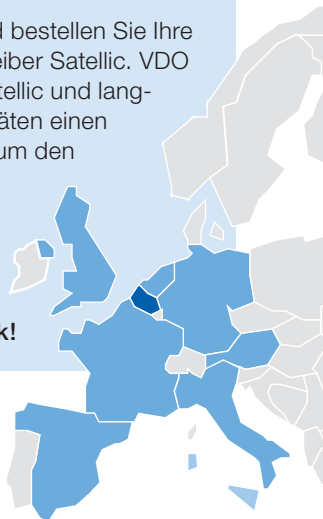 d bestellen Sie Ihre
eiber Satellic. VDO
tellic und lang-
äten einen
um den
k!